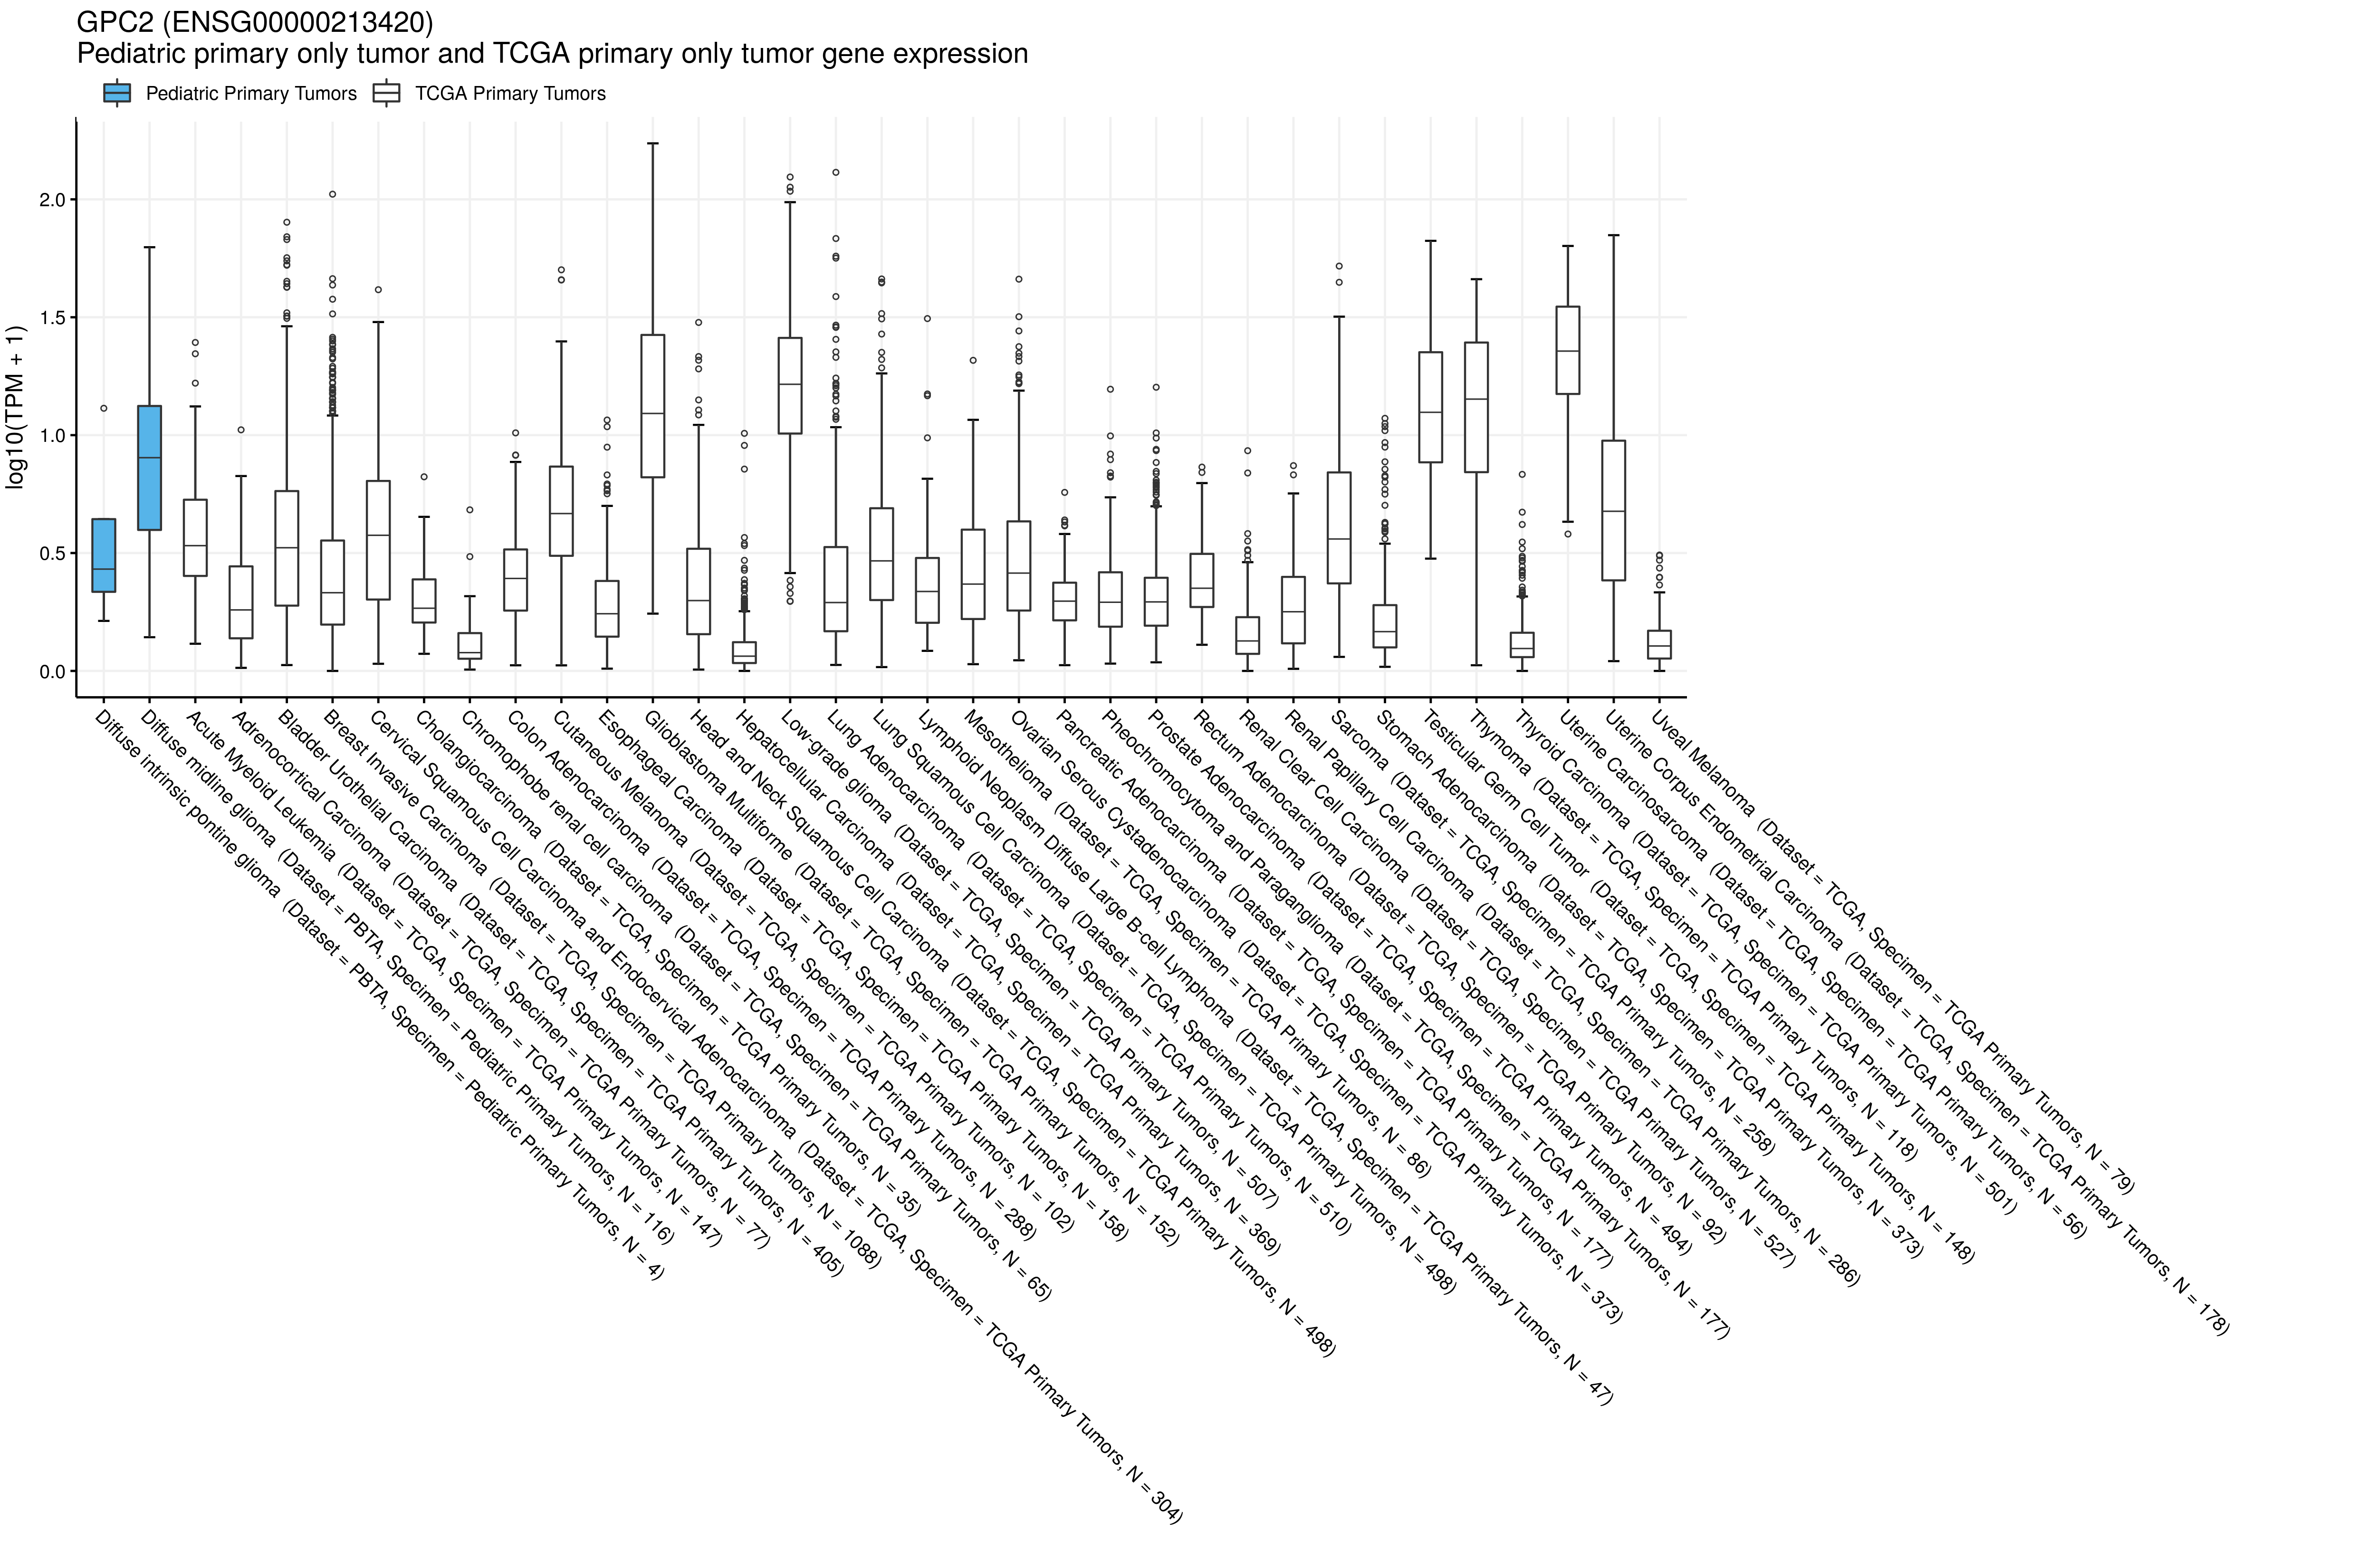 GPC2 (ENSG00000213420)
Pediatric primary only tumor and TCGA primary only tumor gene expression
Pediatric Primary Tumors
TCGA Primary Tumors
log10(TPM + 1)
2.0
1.5
1.0
0.5
0.0
Diffuse intrinsic pontine glioma (Dataset = PBTA, Specimen = Pediatric Primary Tumors, N = 4)
Diffuse midline glioma (Dataset = PBTA, Specimen = Pediatric Primary Tumors, N = 116)
Acute Myeloid Leukemia (Dataset = TCGA, Specimen = TCGA Primary Tumors, N = 147)
Adrenocortical Carcinoma (Dataset = TCGA, Specimen = TCGA Primary Tumors, N = 77)
Bladder Urothelial Carcinoma (Dataset = TCGA, Specimen = TCGA Primary Tumors, N = 405)
Breast Invasive Carcinoma (Dataset = TCGA, Specimen = TCGA Primary Tumors, N = 1088)
Cervical Squamous Cell Carcinoma and Endocervical Adenocarcinoma (Dataset = TCGA, Specimen = TCGA Primary Tumors, N = 304)
Cholangiocarcinoma (Dataset = TCGA, Specimen = TCGA Primary Tumors, N = 35)
Chromophobe renal cell carcinoma (Dataset = TCGA, Specimen = TCGA Primary Tumors, N = 65)
Colon Adenocarcinoma (Dataset = TCGA, Specimen = TCGA Primary Tumors, N = 288)
Cutaneous Melanoma (Dataset = TCGA, Specimen = TCGA Primary Tumors, N = 102)
Esophageal Carcinoma (Dataset = TCGA, Specimen = TCGA Primary Tumors, N = 158)
Glioblastoma Multiforme (Dataset = TCGA, Specimen = TCGA Primary Tumors, N = 152)
Head and Neck Squamous Cell Carcinoma (Dataset = TCGA, Specimen = TCGA Primary Tumors, N = 498)
Hepatocellular Carcinoma (Dataset = TCGA, Specimen = TCGA Primary Tumors, N = 369)
Low-grade glioma (Dataset = TCGA, Specimen = TCGA Primary Tumors, N = 507)
Lung Adenocarcinoma (Dataset = TCGA, Specimen = TCGA Primary Tumors, N = 510)
Lung Squamous Cell Carcinoma (Dataset = TCGA, Specimen = TCGA Primary Tumors, N = 498)
Lymphoid Neoplasm Diffuse Large B-cell Lymphoma (Dataset = TCGA, Specimen = TCGA Primary Tumors, N = 47)
Mesothelioma (Dataset = TCGA, Specimen = TCGA Primary Tumors, N = 86)
Ovarian Serous Cystadenocarcinoma (Dataset = TCGA, Specimen = TCGA Primary Tumors, N = 373)
Pancreatic Adenocarcinoma (Dataset = TCGA, Specimen = TCGA Primary Tumors, N = 177)
Pheochromocytoma and Paraganglioma (Dataset = TCGA, Specimen = TCGA Primary Tumors, N = 177)
Prostate Adenocarcinoma (Dataset = TCGA, Specimen = TCGA Primary Tumors, N = 494)
Rectum Adenocarcinoma (Dataset = TCGA, Specimen = TCGA Primary Tumors, N = 92)
Renal Clear Cell Carcinoma (Dataset = TCGA, Specimen = TCGA Primary Tumors, N = 527)
Renal Papillary Cell Carcinoma (Dataset = TCGA, Specimen = TCGA Primary Tumors, N = 286)
Sarcoma (Dataset = TCGA, Specimen = TCGA Primary Tumors, N = 258)
Stomach Adenocarcinoma (Dataset = TCGA, Specimen = TCGA Primary Tumors, N = 373)
Testicular Germ Cell Tumor (Dataset = TCGA, Specimen = TCGA Primary Tumors, N = 148)
Thymoma (Dataset = TCGA, Specimen = TCGA Primary Tumors, N = 118)
Thyroid Carcinoma (Dataset = TCGA, Specimen = TCGA Primary Tumors, N = 501)
Uterine Carcinosarcoma (Dataset = TCGA, Specimen = TCGA Primary Tumors, N = 56)
Uterine Corpus Endometrial Carcinoma (Dataset = TCGA, Specimen = TCGA Primary Tumors, N = 178)
Uveal Melanoma (Dataset = TCGA, Specimen = TCGA Primary Tumors, N = 79)